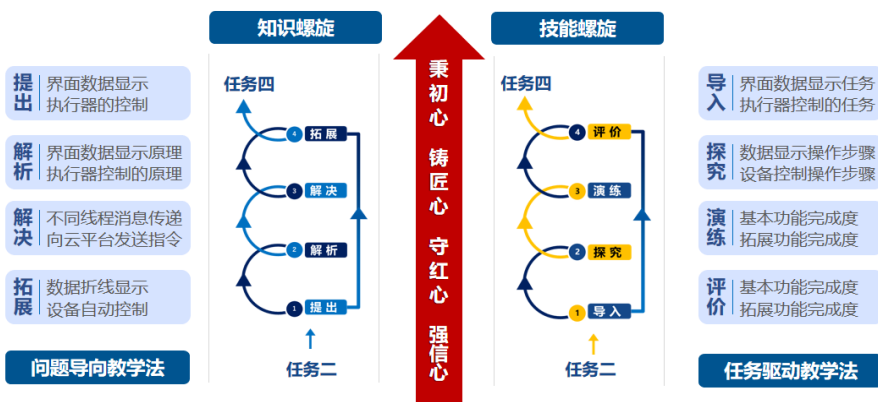 知识螺旋
技能螺旋
提出
界面数据显示
执行器的控制
解析
界面数据显示原理
执行器控制的原理
解决
不同线程消息传递
向云平台发送指令
拓展
数据折线显示
设备自动控制
问题导向教学法
任务四
4 拓展
3 解决
2 解析
1 提出
任务二
秉初心 铸匠心 守红心 强信心
任务四
4 评价
3 演练
2 探究
1 导入
任务二
导入
界面数据显示任务
执行器控制的任务
探究
数据显示操作步骤
设备控制操作步骤
演练
基本功能完成度
拓展功能完成度
评价
基本功能完成度
拓展功能完成度
任务驱动教学法